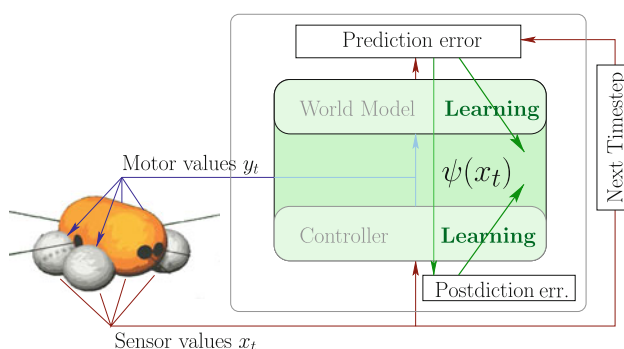 Prediction error
World Model
Learning
Motor values y_t
ψ(x_t)
Next Timestep
Controller
Learning
Postdiction err.
Sensor values x_t